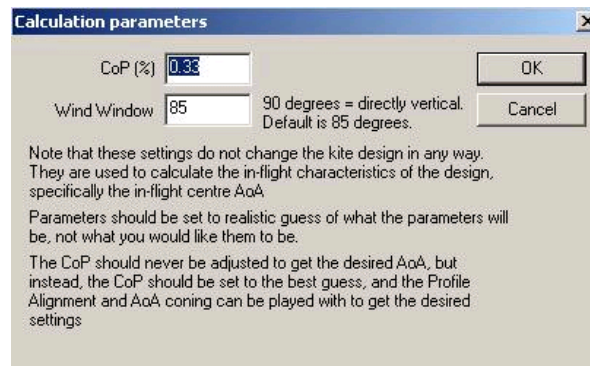 Calculation parameters
CoP (%) 0.33 OK
Wind Window 85 90 degrees = directly vertical. Cancel
Default is 85 degrees.
Note that these settings do not change the kite design in any way.
They are used to calculate the in-flight characteristics of the design,
specifically the in-flight centre AoA
Parameters should be set to realistic guess of what the parameters will
be, not what you would like them to be.
The CoP should never be adjusted to get the desired AoA, but
instead, the CoP should be set to the best guess, and the Profile
Alignment and AoA coning can be played with to get the desired
settings